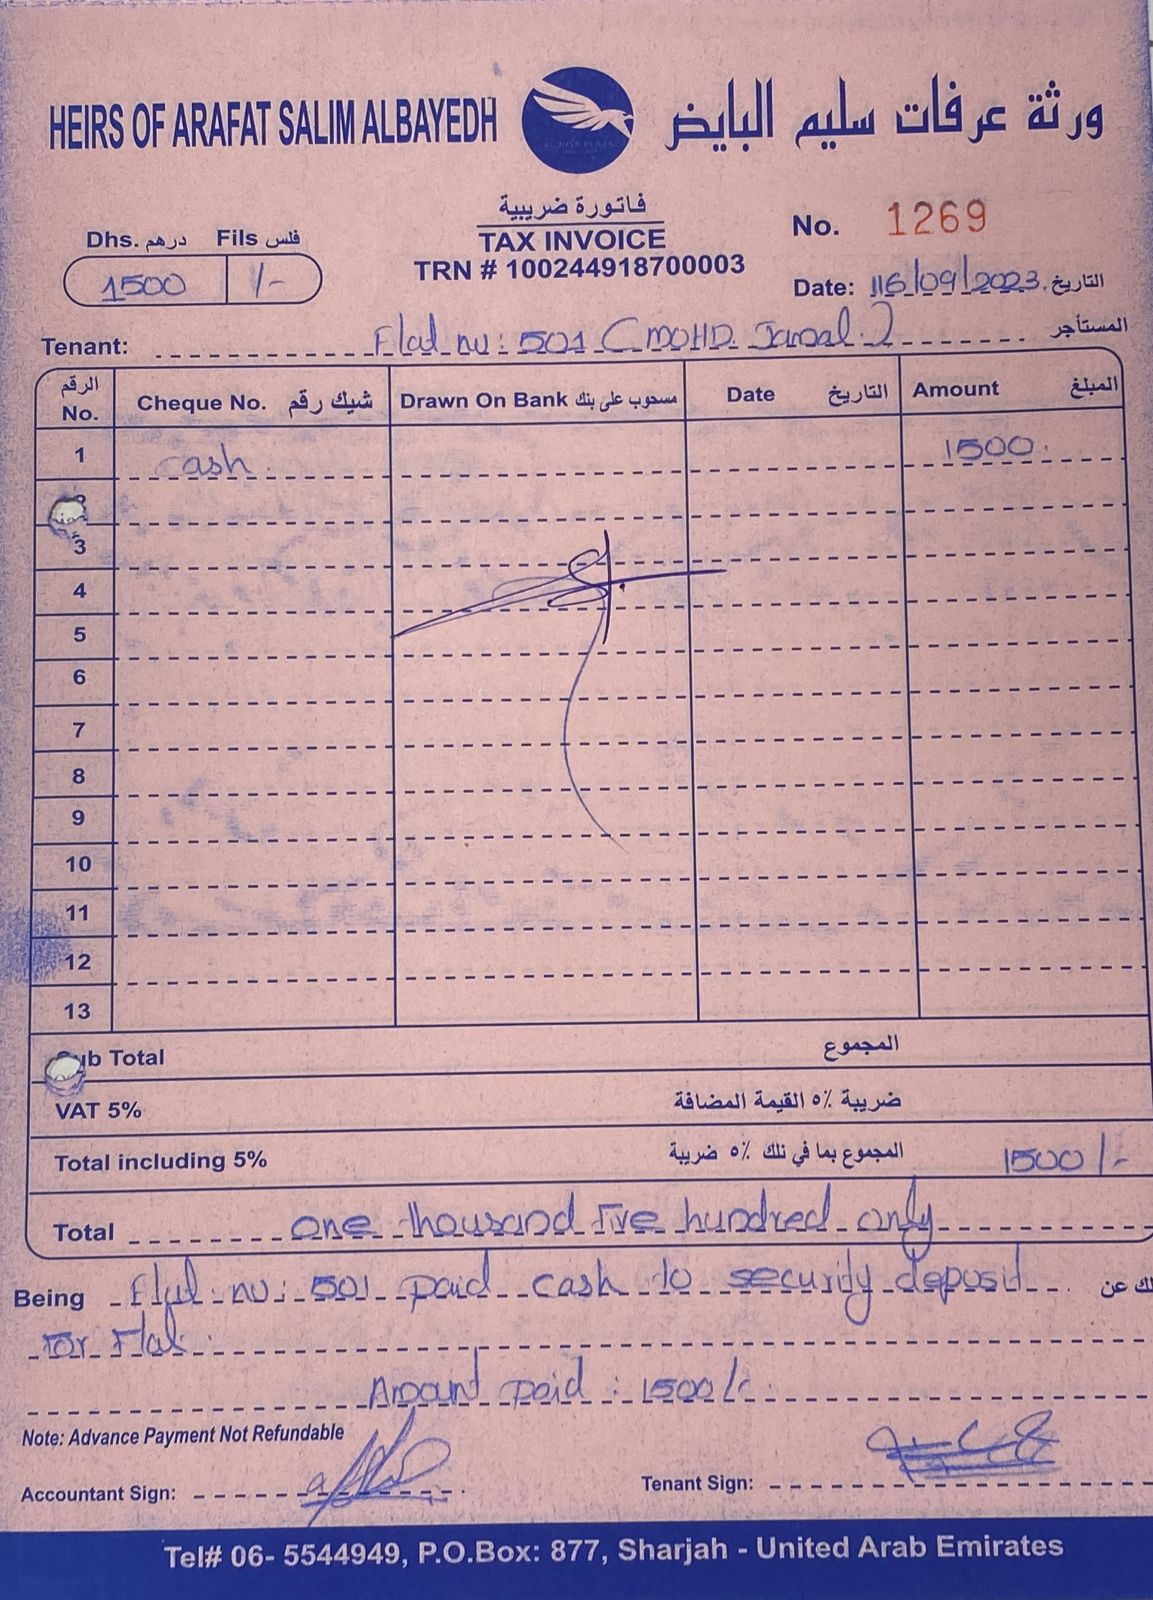 HEIRS OF ARAFAT SALIM ALBAYEDH
ورثة عرفات سليم البايض
فاتورة ضريبية
TAX INVOICE
TRN # 100244918700003
No. 1269
Dhs. درهم Fils فلس
1500 /-
Date: 16/09/2023 التاريخ
Tenant: Flat no: 501 ( MOHD. Jamal ) المستأجر
الرقم No. Cheque No. شيك رقم Drawn On Bank مسحوب على بنك Date التاريخ Amount المبلغ
1 cash. 1500.
2
3
4
5
6
7
8
9
10
11
12
13
Sub Total المجموع
VAT 5% ضريبة ٥٪ القيمة المضافة
Total including 5% المجموع بما في ذلك ٥٪ ضريبة 1500/-
Total one thousand five hundred only
Being Flat no: 501 paid cash to security deposit لك عن
for Flat.
Amount paid : 1500/-
Note: Advance Payment Not Refundable
Accountant Sign:
Tenant Sign:
Tel# 06- 5544949, P.O.Box: 877, Sharjah - United Arab Emirates